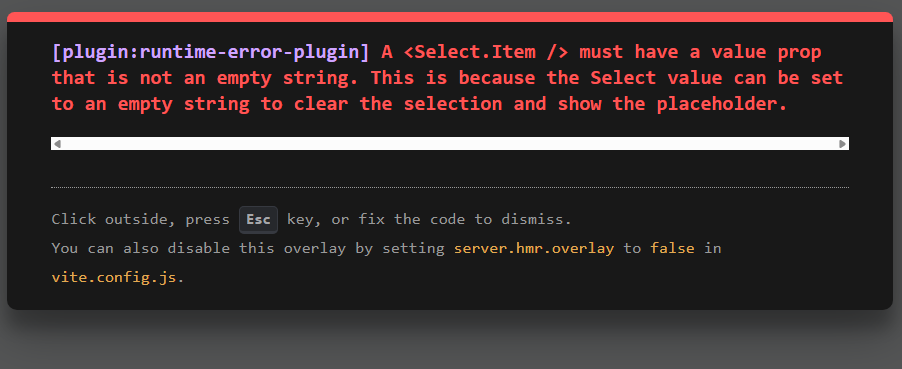 [plugin:runtime-error-plugin] A <Select.Item /> must have a value prop
that is not an empty string. This is because the Select value can be set
to an empty string to clear the selection and show the placeholder.
Click outside, press Esc key, or fix the code to dismiss.
You can also disable this overlay by setting server.hmr.overlay to false in
vite.config.js.